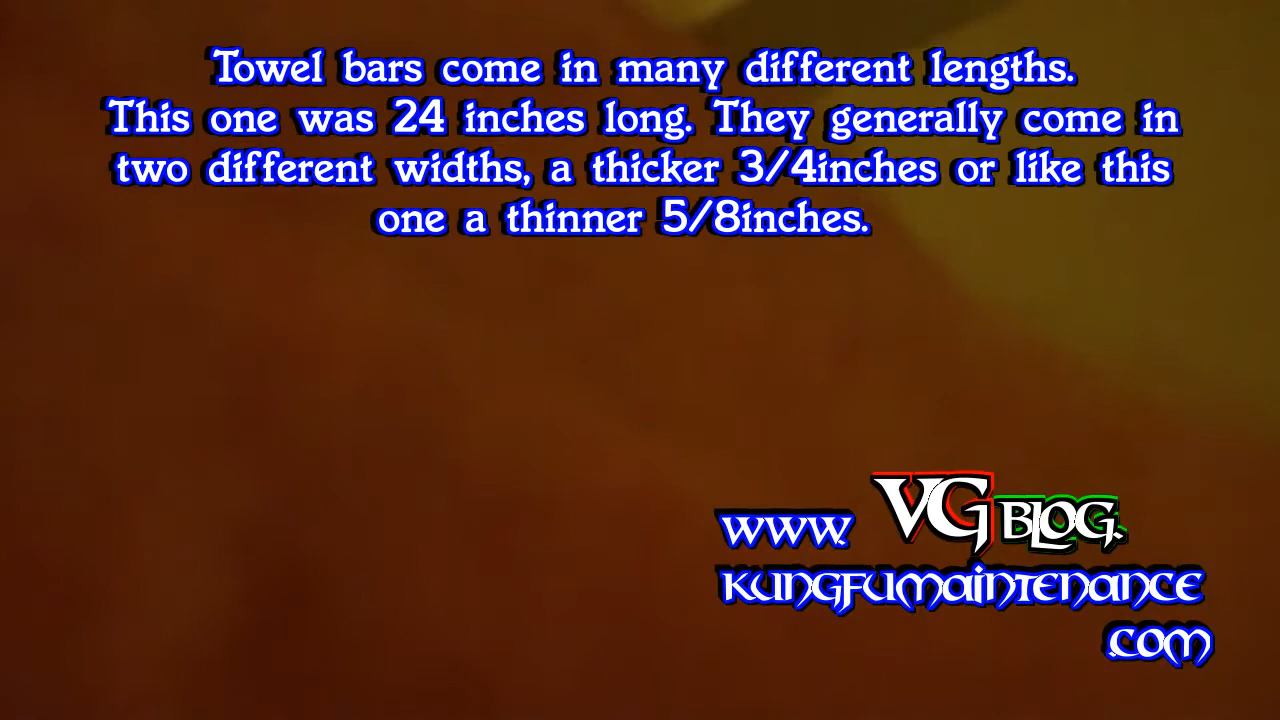 Towel bars come in many different lengths.
This one was 24 inches long. They generally come in
two different widths, a thicker 3/4inches or like this
one a thinner 5/8inches.
www. VG BLOG.
KUNGFUMAINTENANCE
.COM